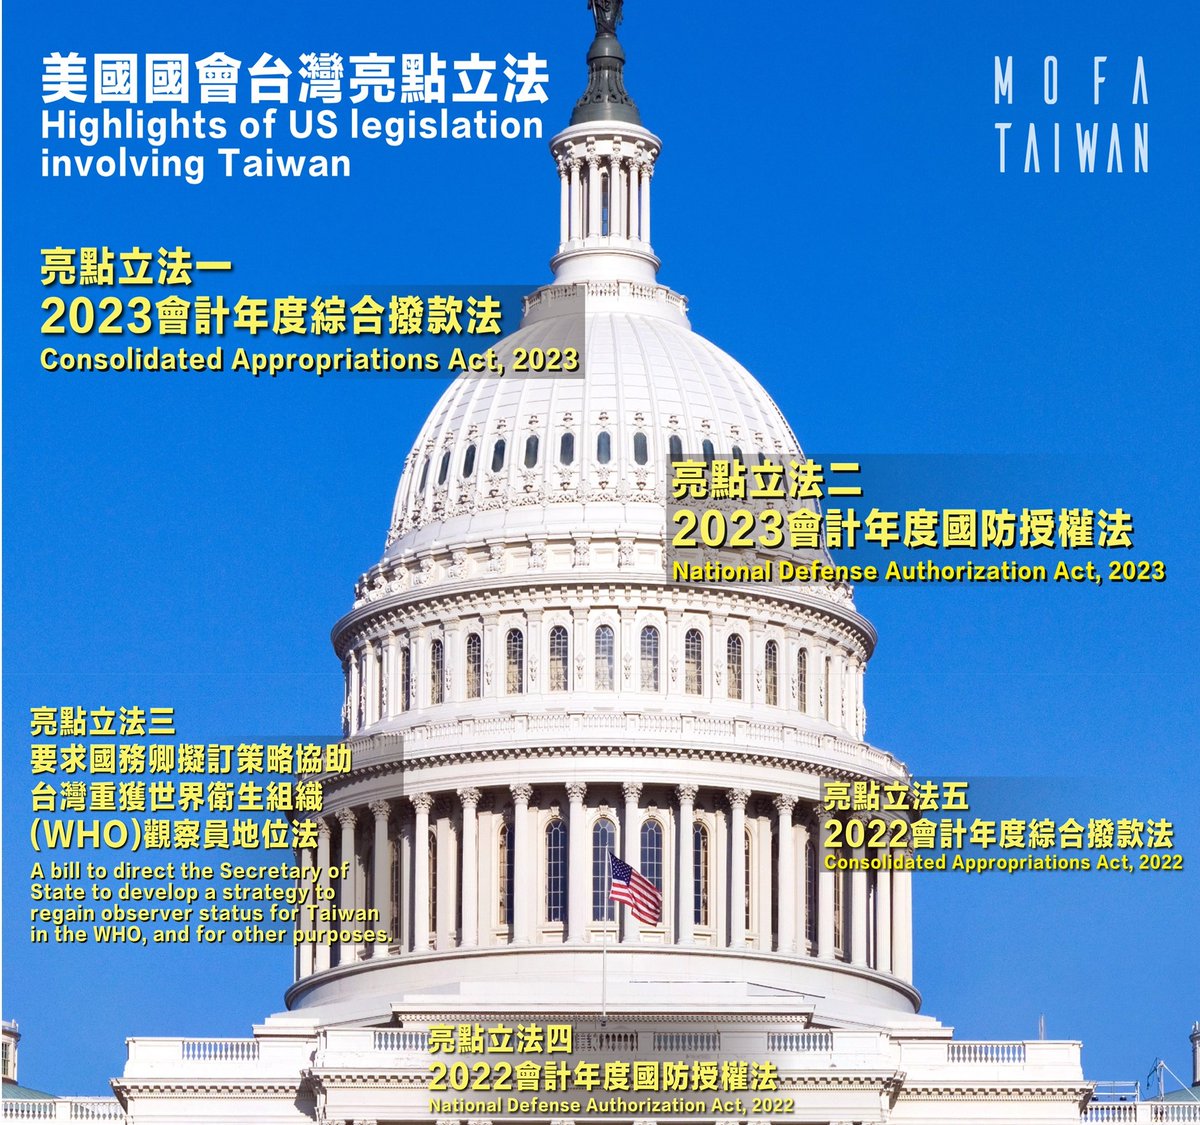 美國國會台灣亮點立法
Highlights of US legislation
involving Taiwan
MOFA
TAIWAN
亮點立法一
2023會計年度綜合撥款法
Consolidated Appropriations Act, 2023
亮點立法二
2023會計年度國防授權法
National Defense Authorization Act, 2023
亮點立法三
要求國務卿擬訂策略協助
台灣重獲世界衛生組織
(WHO)觀察員地位法
A bill to direct the Secretary of
State to develop a strategy to
regain observer status for Taiwan
in the WHO, and for other purposes.
亮點立法五
2022會計年度綜合撥款法
Consolidated Appropriations Act, 2022
亮點立法四
2022會計年度國防授權法
National Defense Authorization Act, 2022